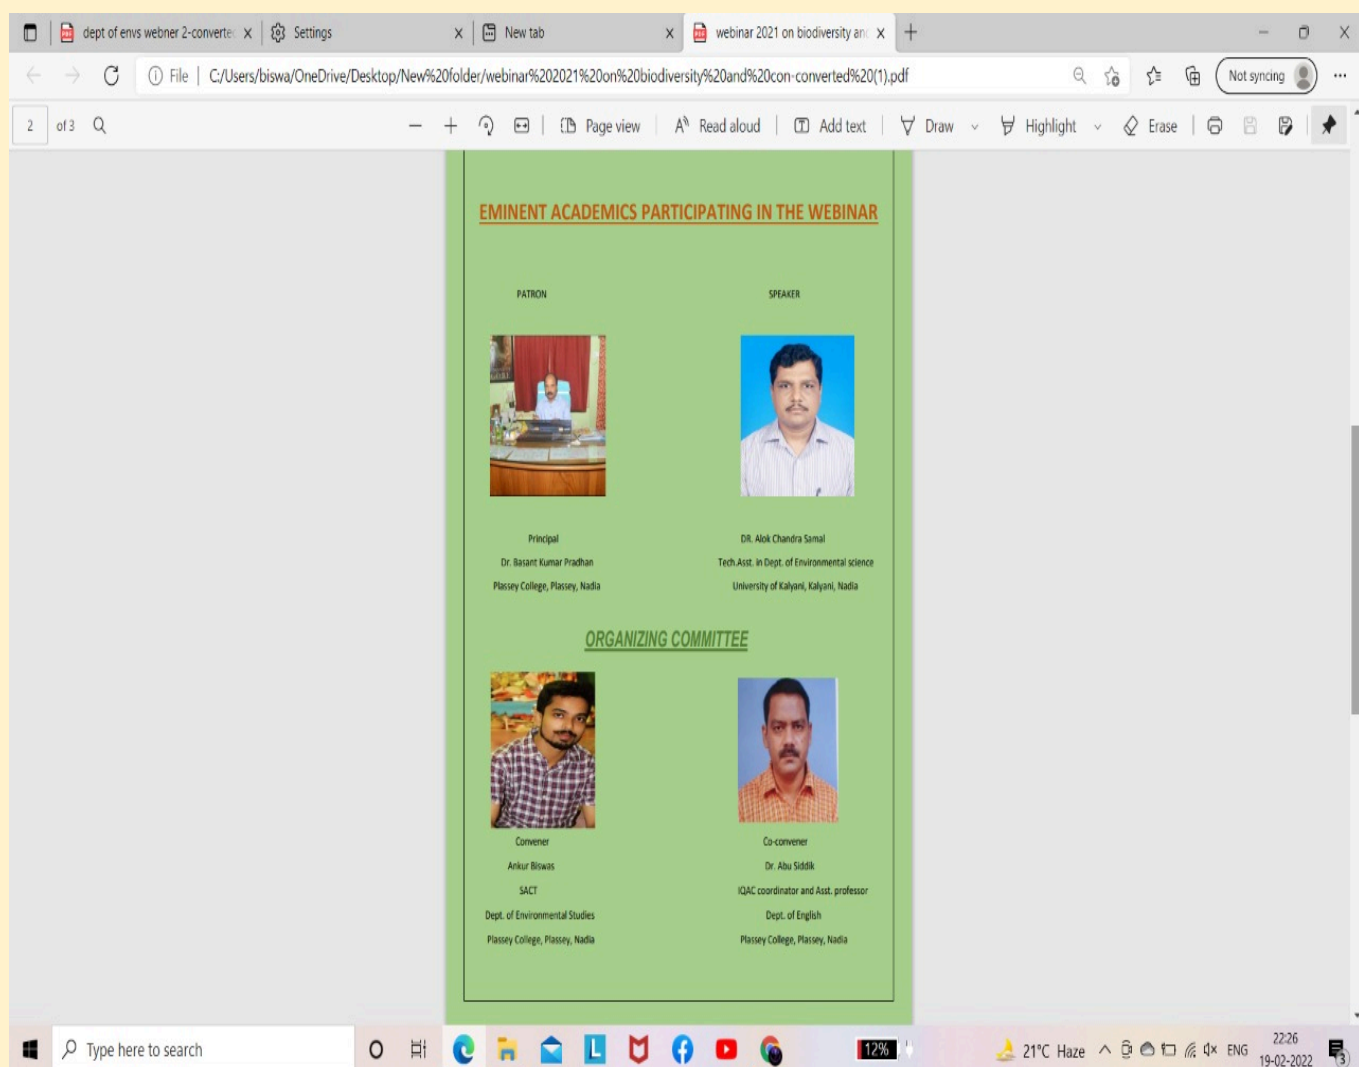 dept of envs webner 2-converte
Settings
New tab
webinar 2021 on biodiversity an
File
C:/Users/biswa/OneDrive/Desktop/New%20folder/webinar%202021%20on%20biodiversity%20and%20con-converted%20(1).pdf
Not syncing
2 of 3
Page view
Read aloud
Add text
Draw
Highlight
Erase
EMINENT ACADEMICS PARTICIPATING IN THE WEBINAR
PATRON
SPEAKER
Principal
Dr. Basant Kumar Pradhan
Plassey College, Plassey, Nadia
DR. Alok Chandra Samal
Tech.Asst. in Dept. of Environmental science
University of Kalyani, Kalyani, Nadia
ORGANIZING COMMITTEE
Convener
Ankur Biswas
SACT
Dept. of Environmental Studies
Plassey College, Plassey, Nadia
Co-convener
Dr. Abu Siddik
IQAC coordinator and Asst. professor
Dept. of English
Plassey College, Plassey, Nadia
Type here to search
12%
21°C Haze
ENG
22:26
19-02-2022
3